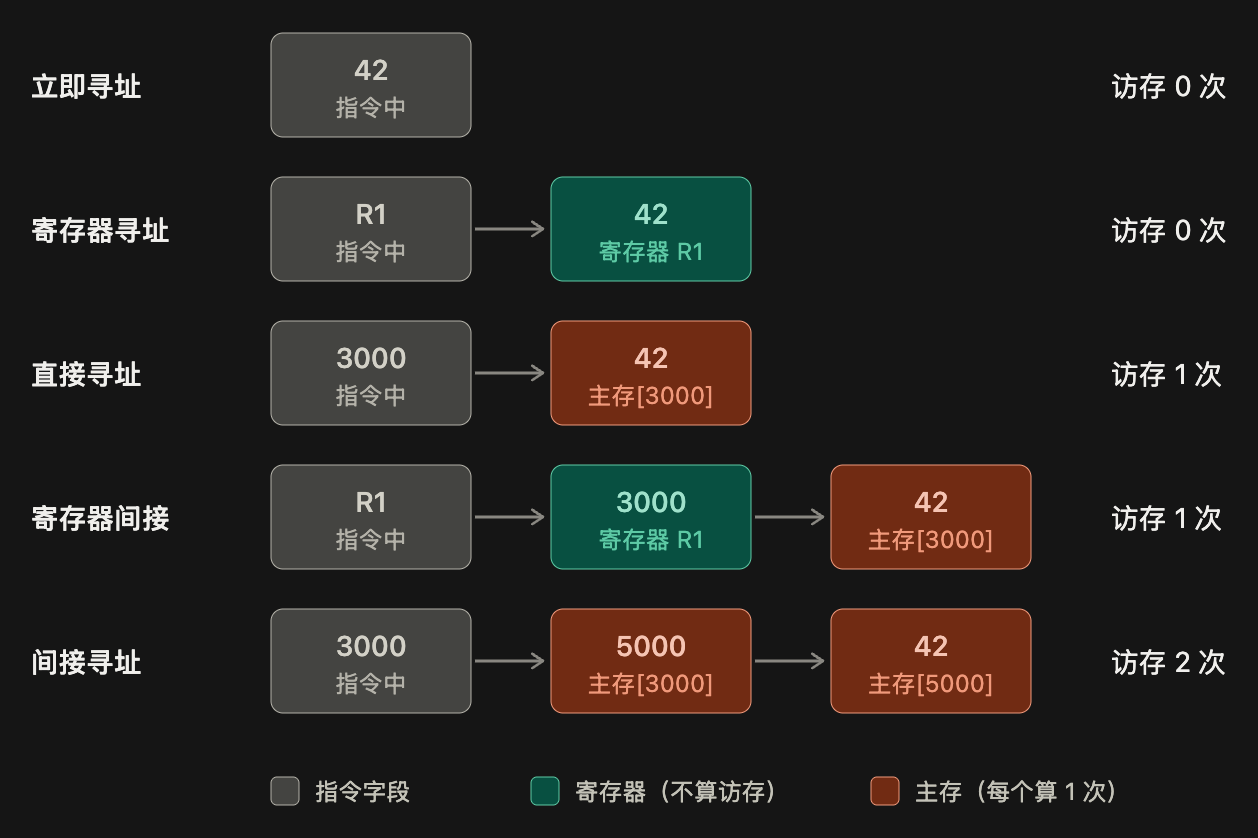 立即寻址
42
指令中
访存 0 次
寄存器寻址
R1
指令中
42
寄存器 R1
访存 0 次
直接寻址
3000
指令中
42
主存[3000]
访存 1 次
寄存器间接
R1
指令中
3000
寄存器 R1
42
主存[3000]
访存 1 次
间接寻址
3000
指令中
5000
主存[3000]
42
主存[5000]
访存 2 次
指令字段
寄存器（不算访存）
主存（每个算 1 次）